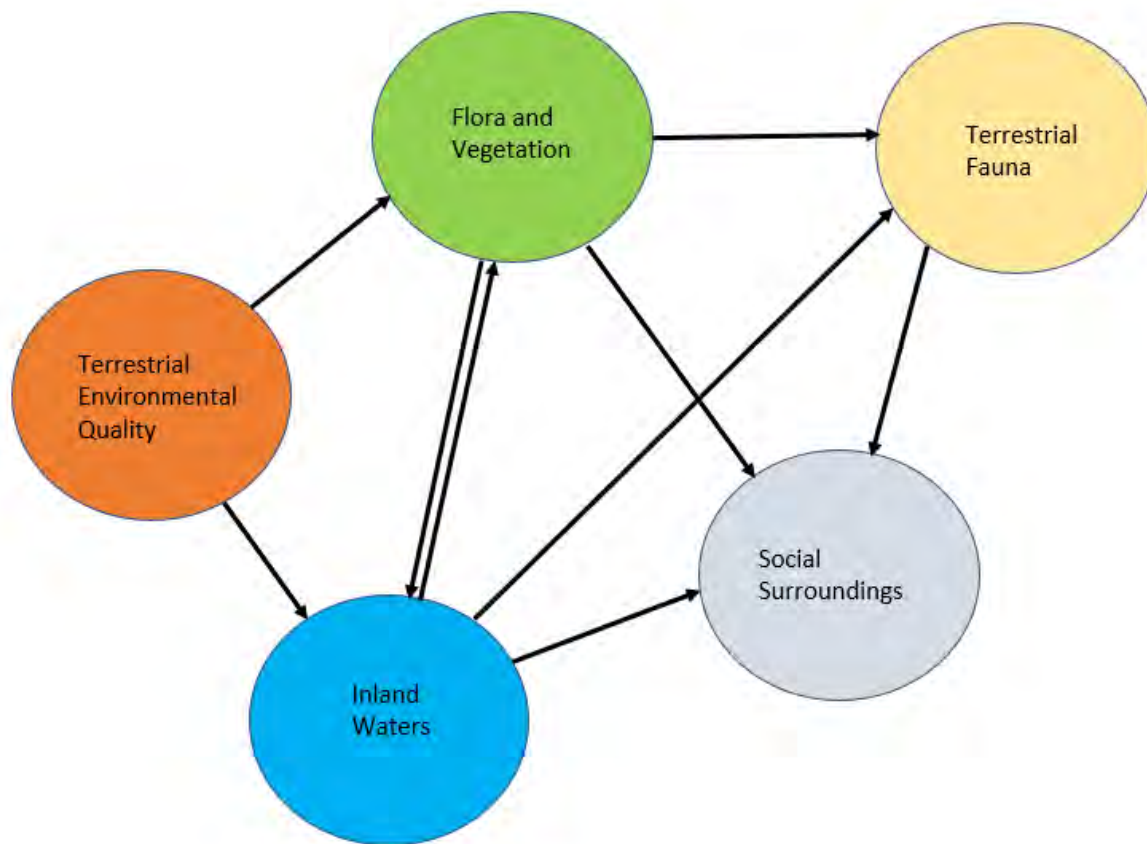 Flora and
Vegetation
Terrestrial
Fauna
Terrestrial
Environmental
Quality
Social
Surroundings
Inland
Waters